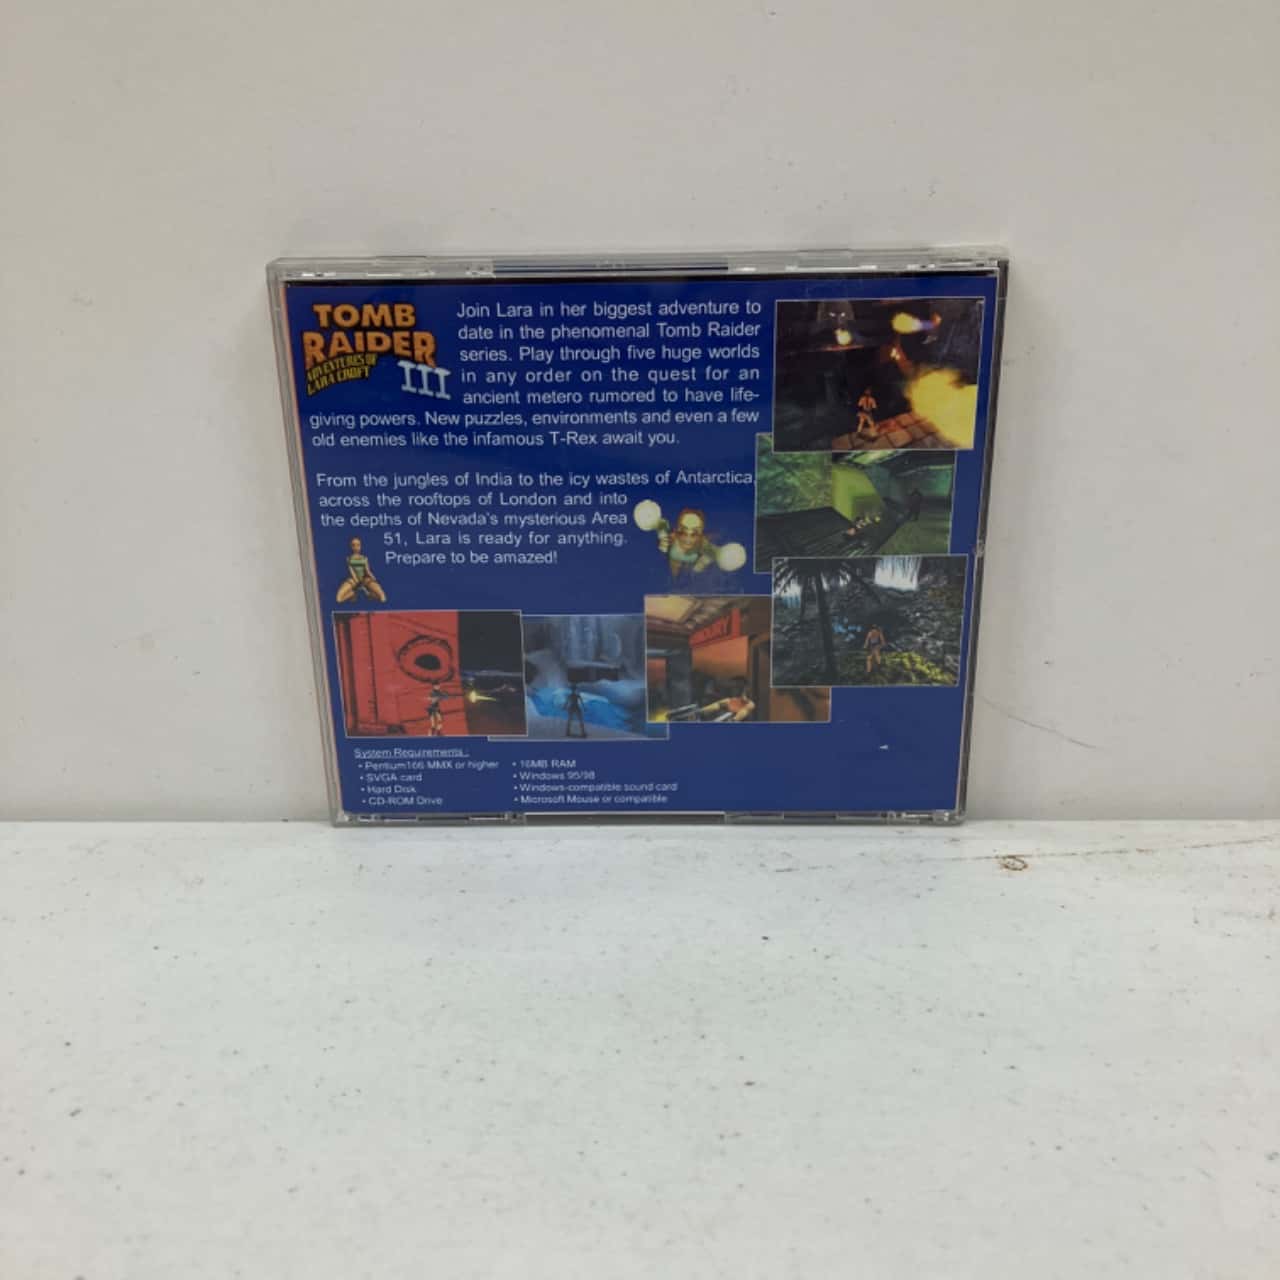 TOMB
RAIDER
ADVENTURES OF
LARA CROFT
III
Join Lara in her biggest adventure to
date in the phenomenal Tomb Raider
series. Play through five huge worlds
in any order on the quest for an
ancient metero rumored to have life-
giving powers. New puzzles, environments and even a few
old enemies like the infamous T-Rex await you.
From the jungles of India to the icy wastes of Antarctica,
across the rooftops of London and into
the depths of Nevada's mysterious Area
51, Lara is ready for anything.
Prepare to be amazed!
System Requirements :
• Pentium166 MMX or higher
• SVGA card
• Hard Disk
• CD-ROM Drive
• 16MB RAM
• Windows 95/98
• Windows-compatible sound card
• Microsoft Mouse or compatible